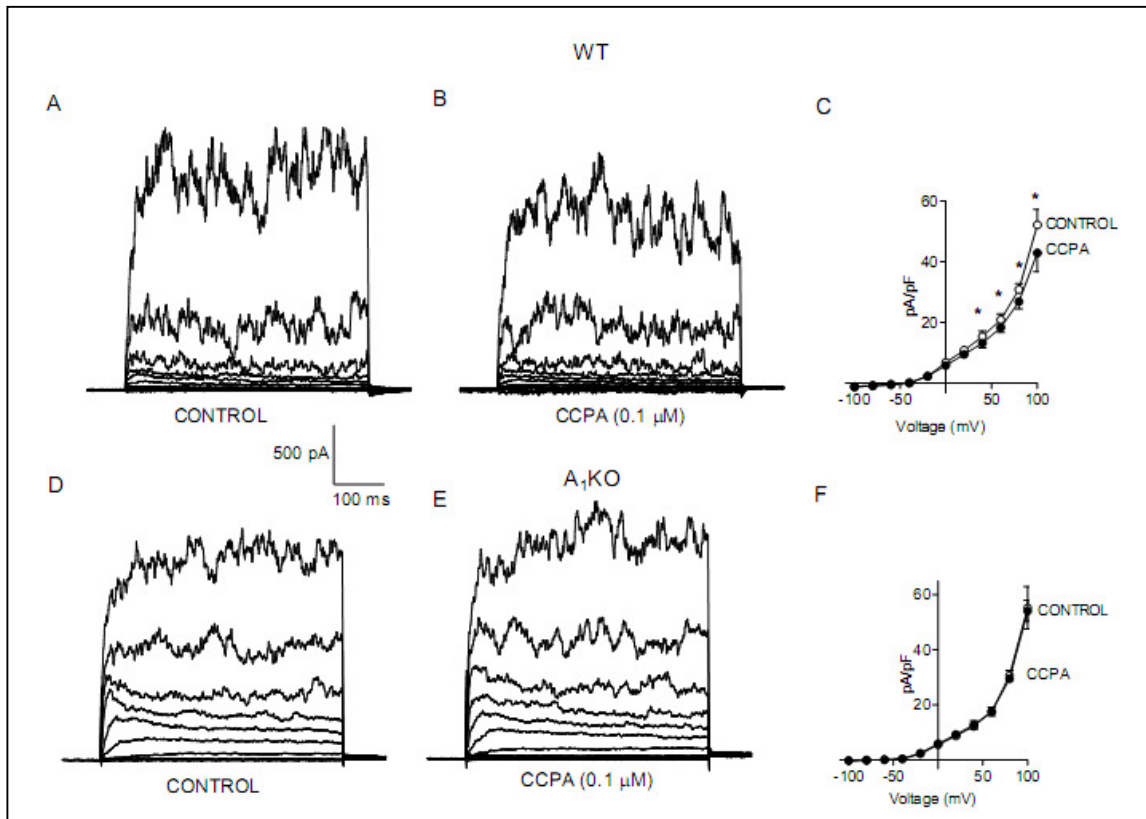 WT
A
B
C
CONTROL
CCPA (0.1 µM)
60
40
20
pA/pF
*
*
*
*
CONTROL
CCPA
-100
-50
50
100
Voltage (mV)
500 pA
100 ms
A₁KO
D
E
F
CONTROL
CCPA (0.1 µM)
60
40
20
pA/pF
CONTROL
CCPA
-100
-50
50
100
Voltage (mV)